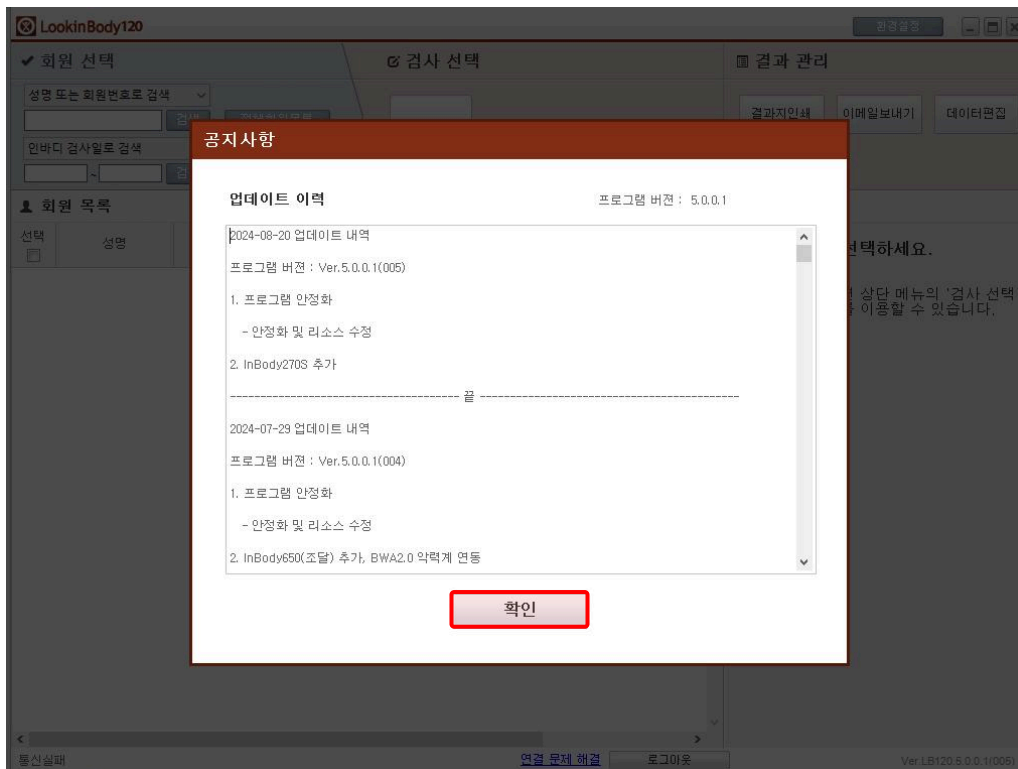 LookinBody120
환경설정
회원 선택
검사 선택
결과 관리
성명 또는 회원번호로 검색
검색
전체회원목록
결과지인쇄
이메일보내기
데이터편집
인바디 검사일로 검색
~
회원 목록
선택
성명
공지사항
업데이트 이력
프로그램 버젼 : 5.0.0.1
2024-08-20 업데이트 내역
프로그램 버젼 : Ver.5.0.0.1(005)
1. 프로그램 안정화
- 안정화 및 리소스 수정
2. InBody270S 추가
-------------------------------------- 끝 -------------------------------------------
2024-07-29 업데이트 내역
프로그램 버젼 : Ver.5.0.0.1(004)
1. 프로그램 안정화
- 안정화 및 리소스 수정
2. InBody650(조달) 추가, BWA2.0 악력계 연동
확인
선택하세요.
상단 메뉴의 '검사 선택
이용할 수 있습니다.
통신실패
연결 문제 해결
로그아웃
Ver.LB120.5.0.0.1(005)